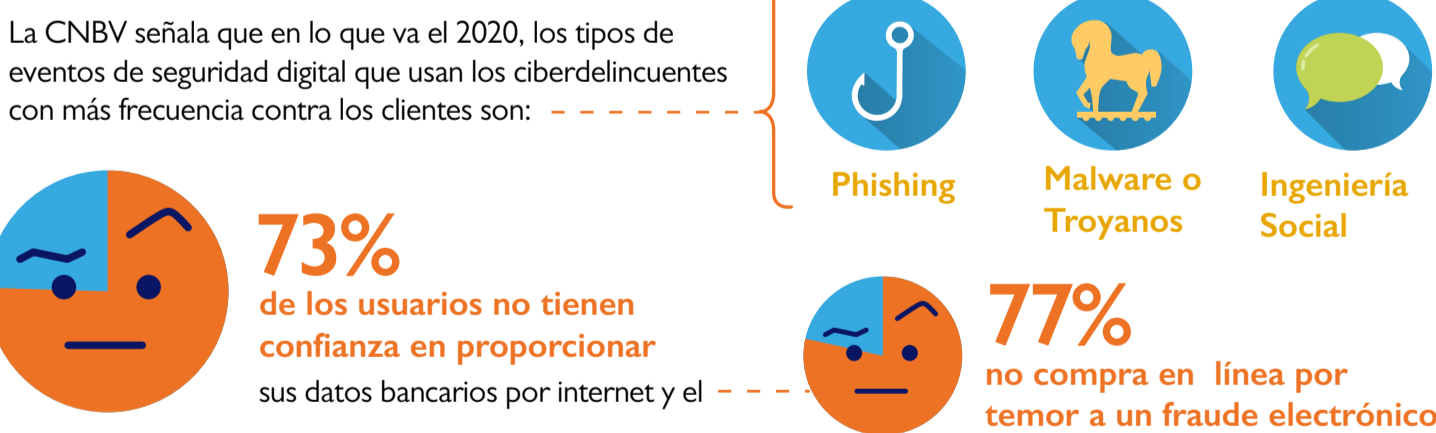 La CNBV señala que en lo que va el 2020, los tipos de
eventos de seguridad digital que usan los ciberdelincuentes
con más frecuencia contra los clientes son:
Phishing
Malware o
Troyanos
Ingeniería
Social
73%
de los usuarios no tienen
confianza en proporcionar
sus datos bancarios por internet y el
77%
no compra en línea por
temor a un fraude electrónico